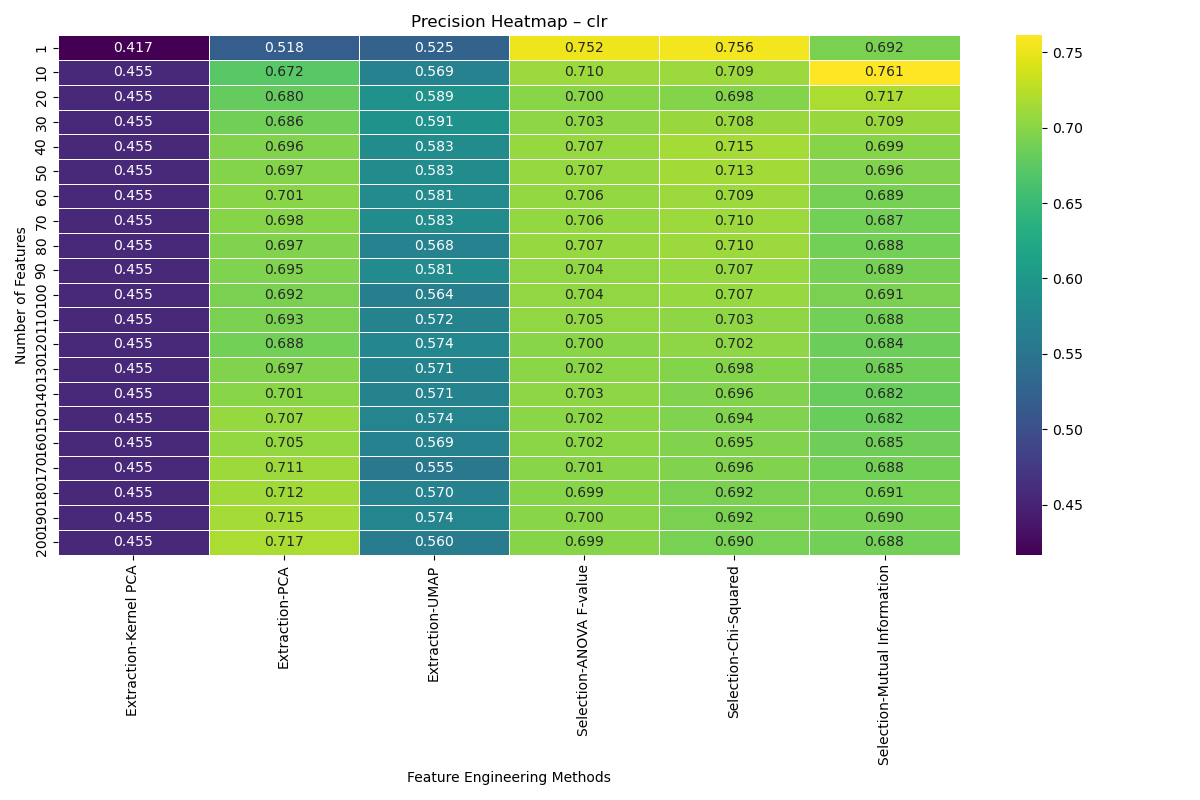 Precision Heatmap – clr
Number of Features
1 0.417 0.518 0.525 0.752 0.756 0.692
10 0.455 0.672 0.569 0.710 0.709 0.761
20 0.455 0.680 0.589 0.700 0.698 0.717
30 0.455 0.686 0.591 0.703 0.708 0.709
40 0.455 0.696 0.583 0.707 0.715 0.699
50 0.455 0.697 0.583 0.707 0.713 0.696
60 0.455 0.701 0.581 0.706 0.709 0.689
70 0.455 0.698 0.583 0.706 0.710 0.687
80 0.455 0.697 0.568 0.707 0.710 0.688
90 0.455 0.695 0.581 0.704 0.707 0.689
100 0.455 0.692 0.564 0.704 0.707 0.691
110 0.455 0.693 0.572 0.705 0.703 0.688
120 0.455 0.688 0.574 0.700 0.702 0.684
130 0.455 0.697 0.571 0.702 0.698 0.685
140 0.455 0.701 0.571 0.703 0.696 0.682
150 0.455 0.707 0.574 0.702 0.694 0.682
160 0.455 0.705 0.569 0.702 0.695 0.685
170 0.455 0.711 0.555 0.701 0.696 0.688
180 0.455 0.712 0.570 0.699 0.692 0.691
190 0.455 0.715 0.574 0.700 0.692 0.690
200 0.455 0.717 0.560 0.699 0.690 0.688
Extraction-Kernel PCA
Extraction-PCA
Extraction-UMAP
Selection-ANOVA F-value
Selection-Chi-Squared
Selection-Mutual Information
Feature Engineering Methods
0.75
0.70
0.65
0.60
0.55
0.50
0.45